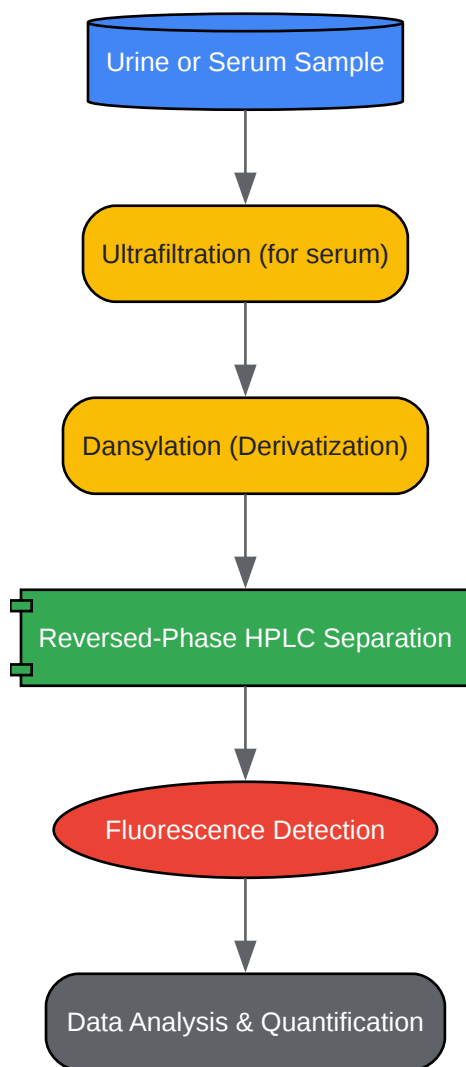 Urine or Serum Sample
Ultrafiltration (for serum)
Dansylation (Derivatization)
Reversed-Phase HPLC Separation
Fluorescence Detection
Data Analysis & Quantification